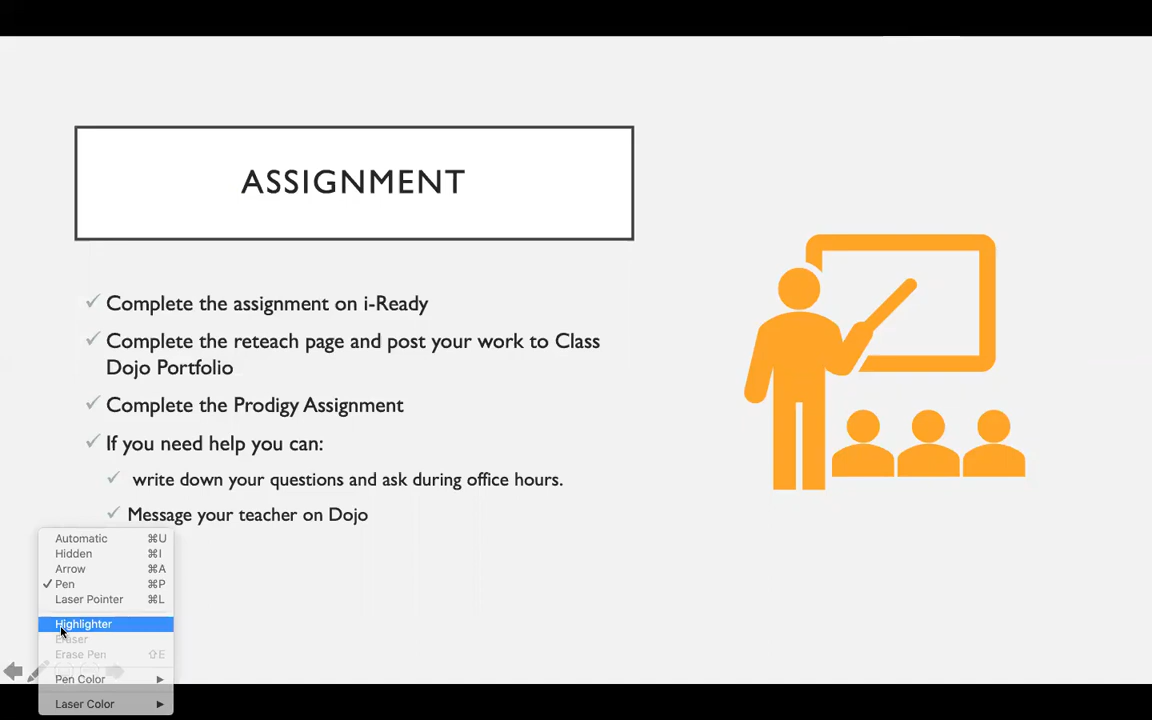 ASSIGNMENT
✓ Complete the assignment on i-Ready
✓ Complete the reteach page and post your work to Class
Dojo Portfolio
✓ Complete the Prodigy Assignment
✓ If you need help you can:
✓ write down your questions and ask during office hours.
✓ Message your teacher on Dojo
Automatic ⌘U
Hidden ⌘I
Arrow ⌘A
✓ Pen ⌘P
Laser Pointer ⌘L
Highlighter
Eraser
Erase Pen ⇧E
Pen Color ▶
Laser Color ▶